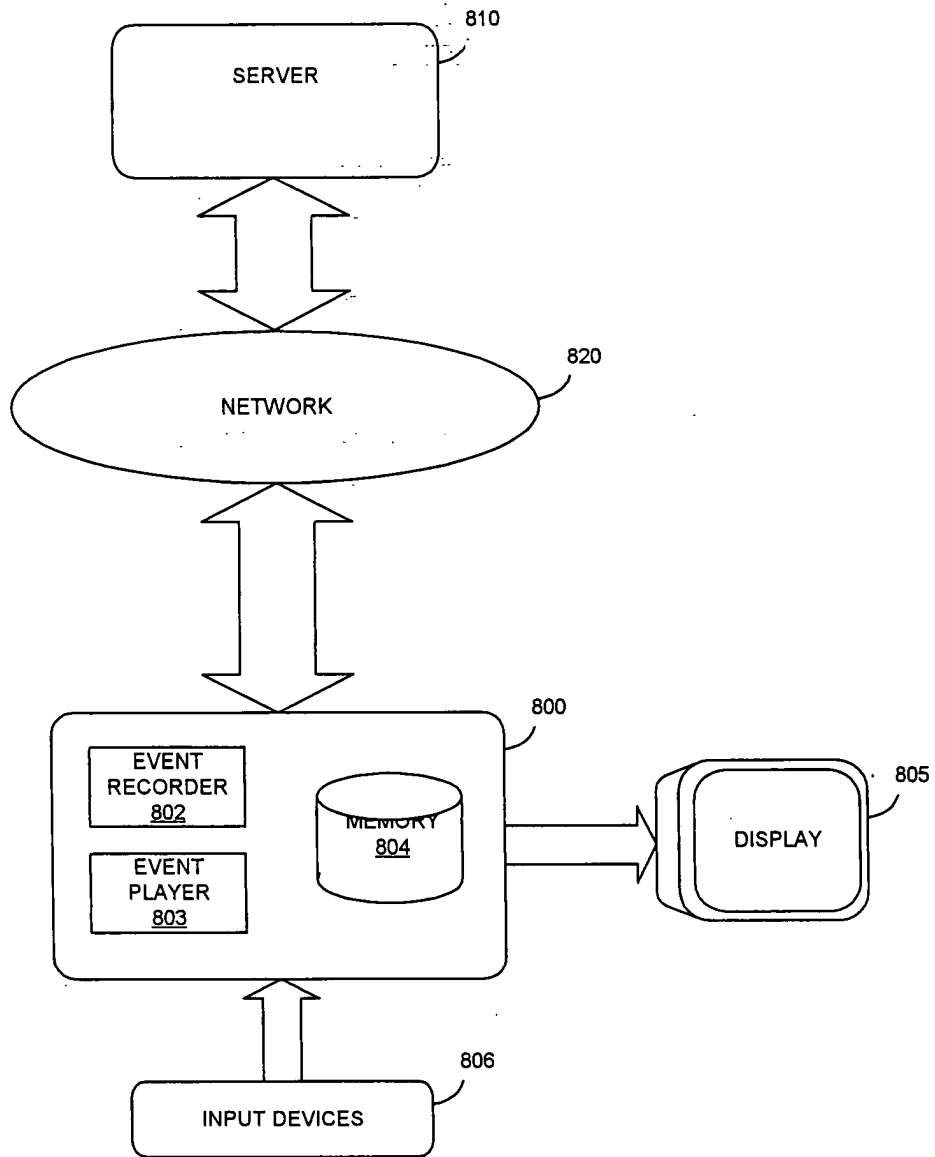 810
SERVER
820
NETWORK
800
EVENT
RECORDER
802
MEMORY
804
805
DISPLAY
EVENT
PLAYER
803
806
INPUT DEVICES